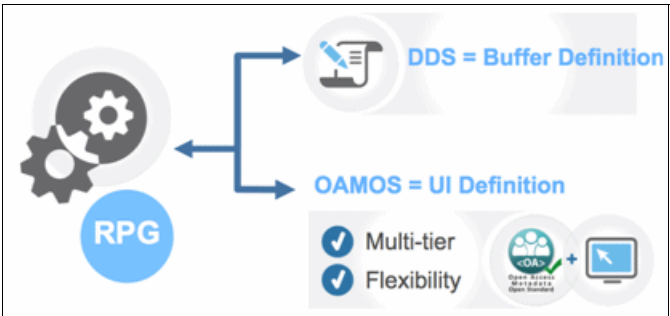 DDS = Buffer Definition
OAMOS = UI Definition
RPG
Multi-tier
Flexibility
<OA>
+
Open Access
Metadata
Open Standard